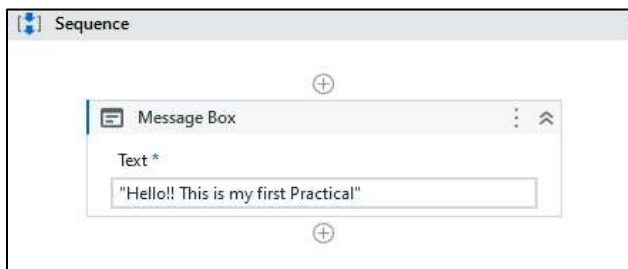 Sequence
Message Box
Text *
"Hello!! This is my first Practical"